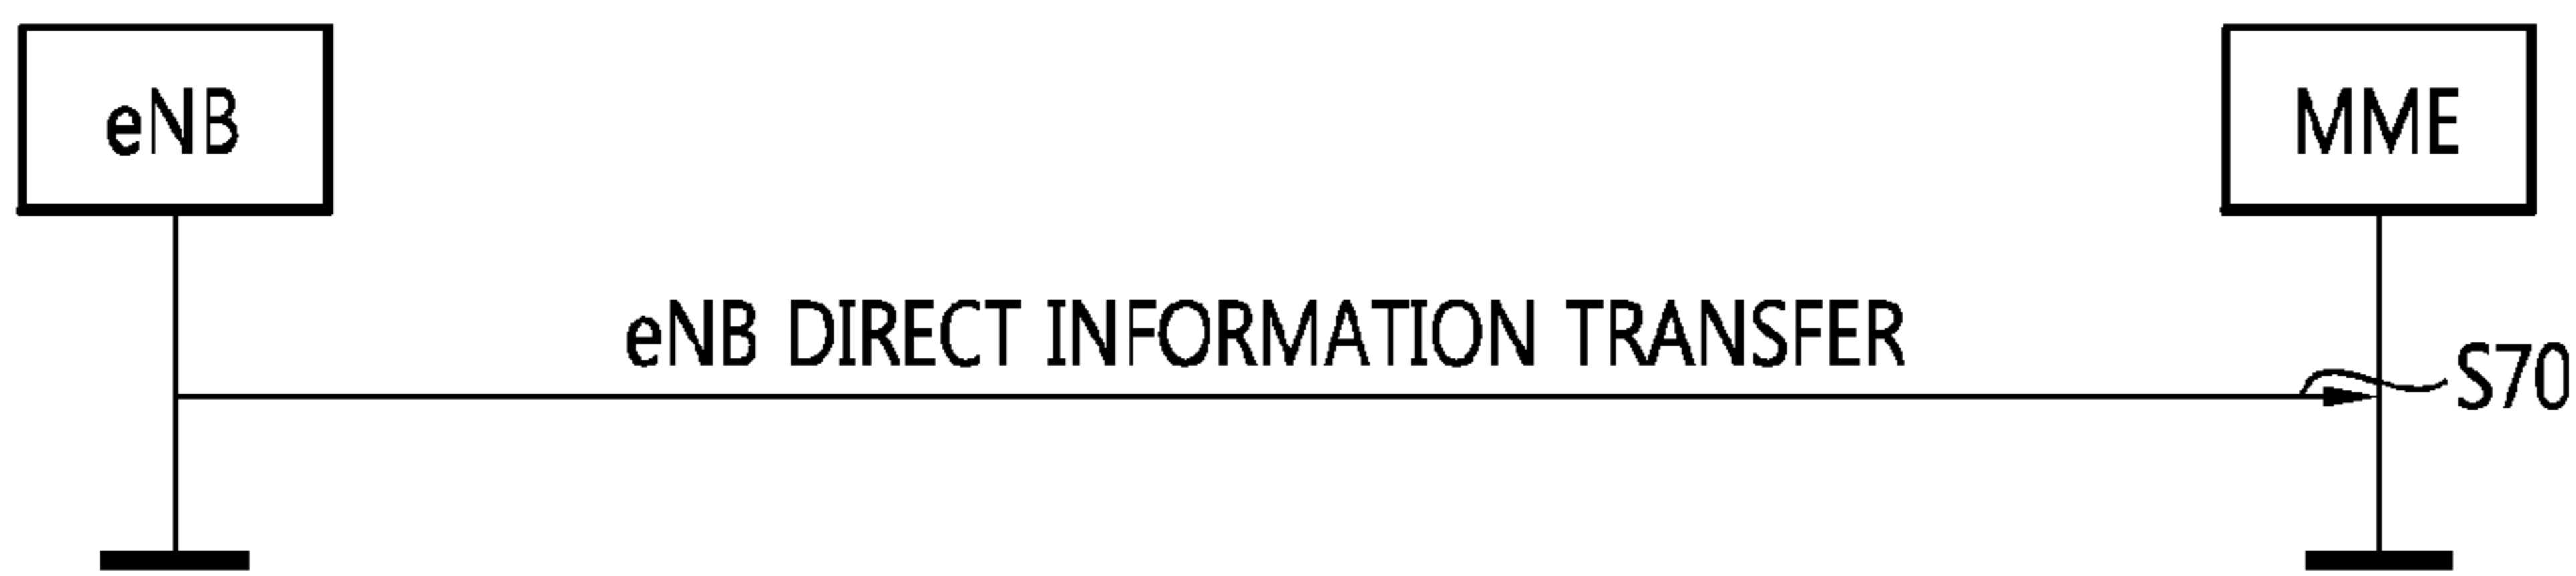 eNB
MME
eNB DIRECT INFORMATION TRANSFER
S70